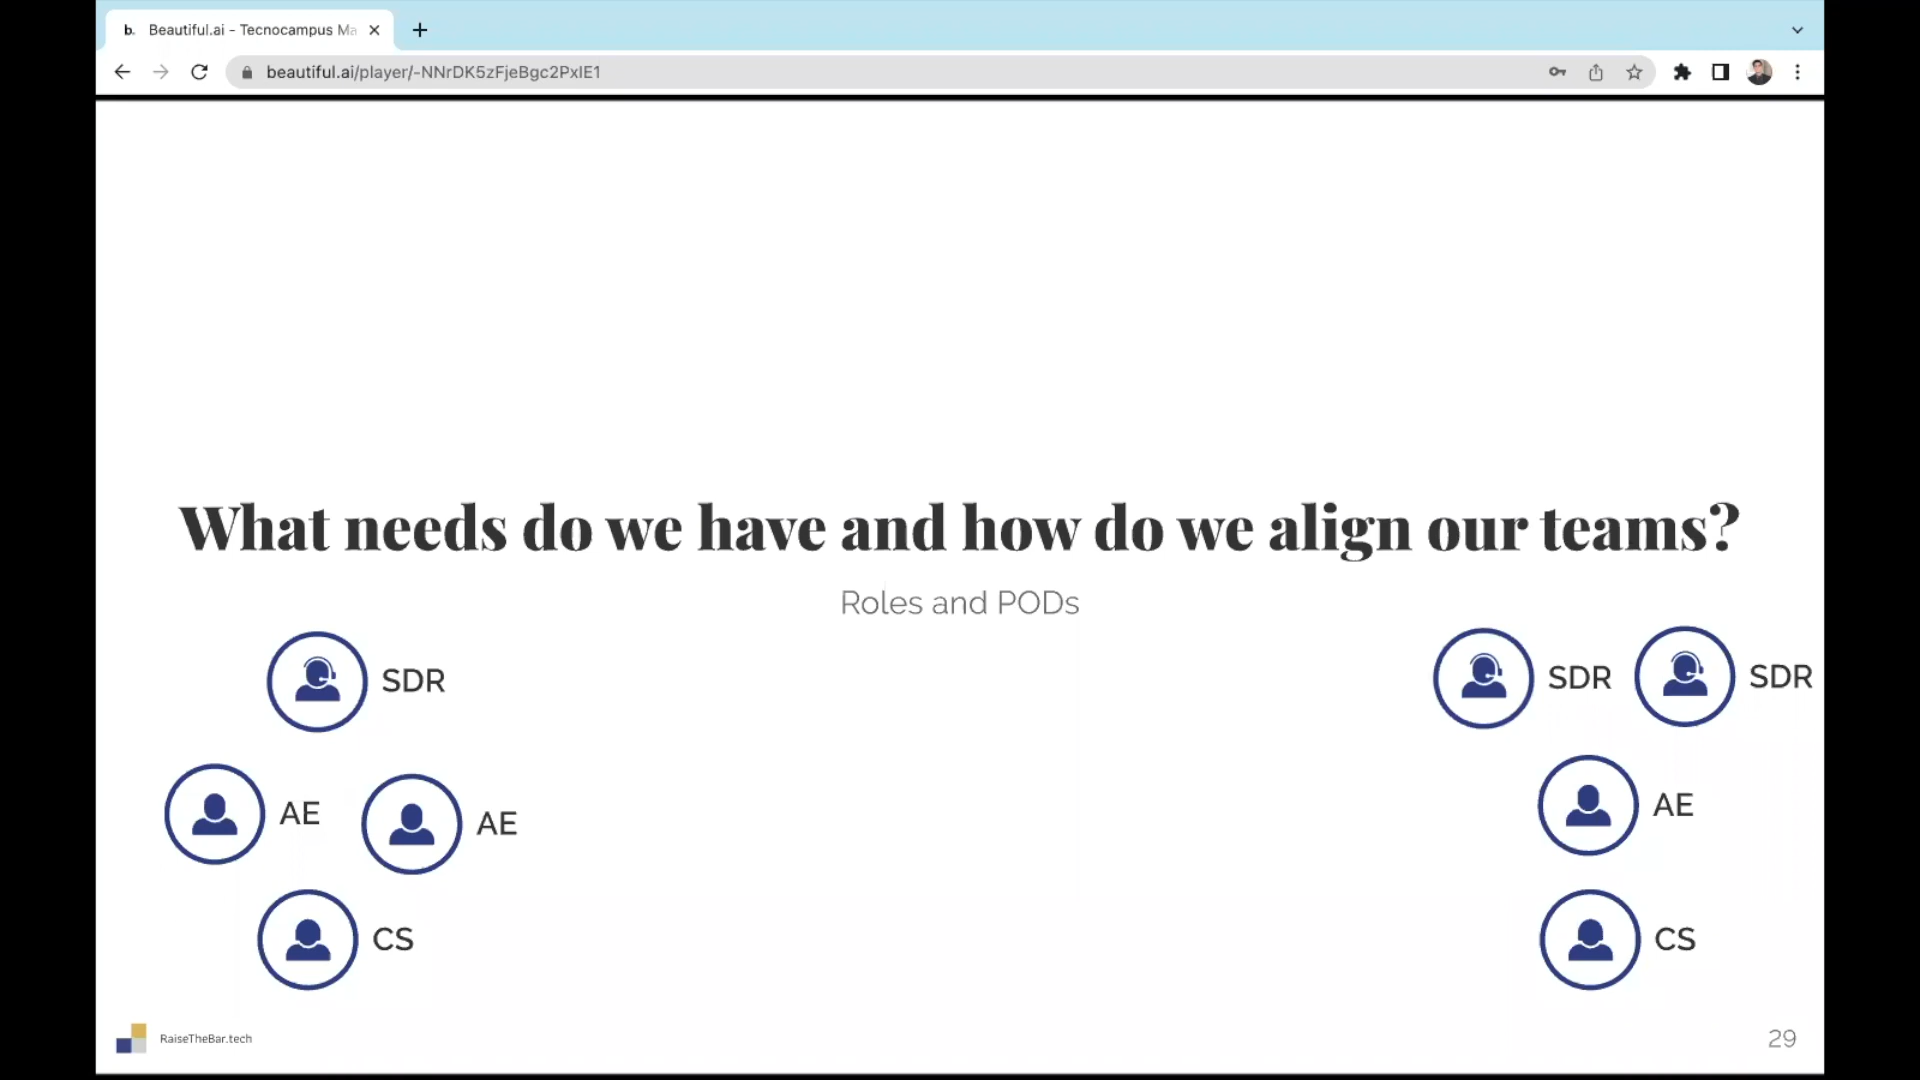 b. Beautiful.ai - Tecnocampus Ma
beautiful.ai/player/-NNrDK5zFjeBgc2PxIE1
What needs do we have and how do we align our teams?
Roles and PODs
SDR
SDR
SDR
AE
AE
AE
CS
CS
RaiseTheBar.tech
29